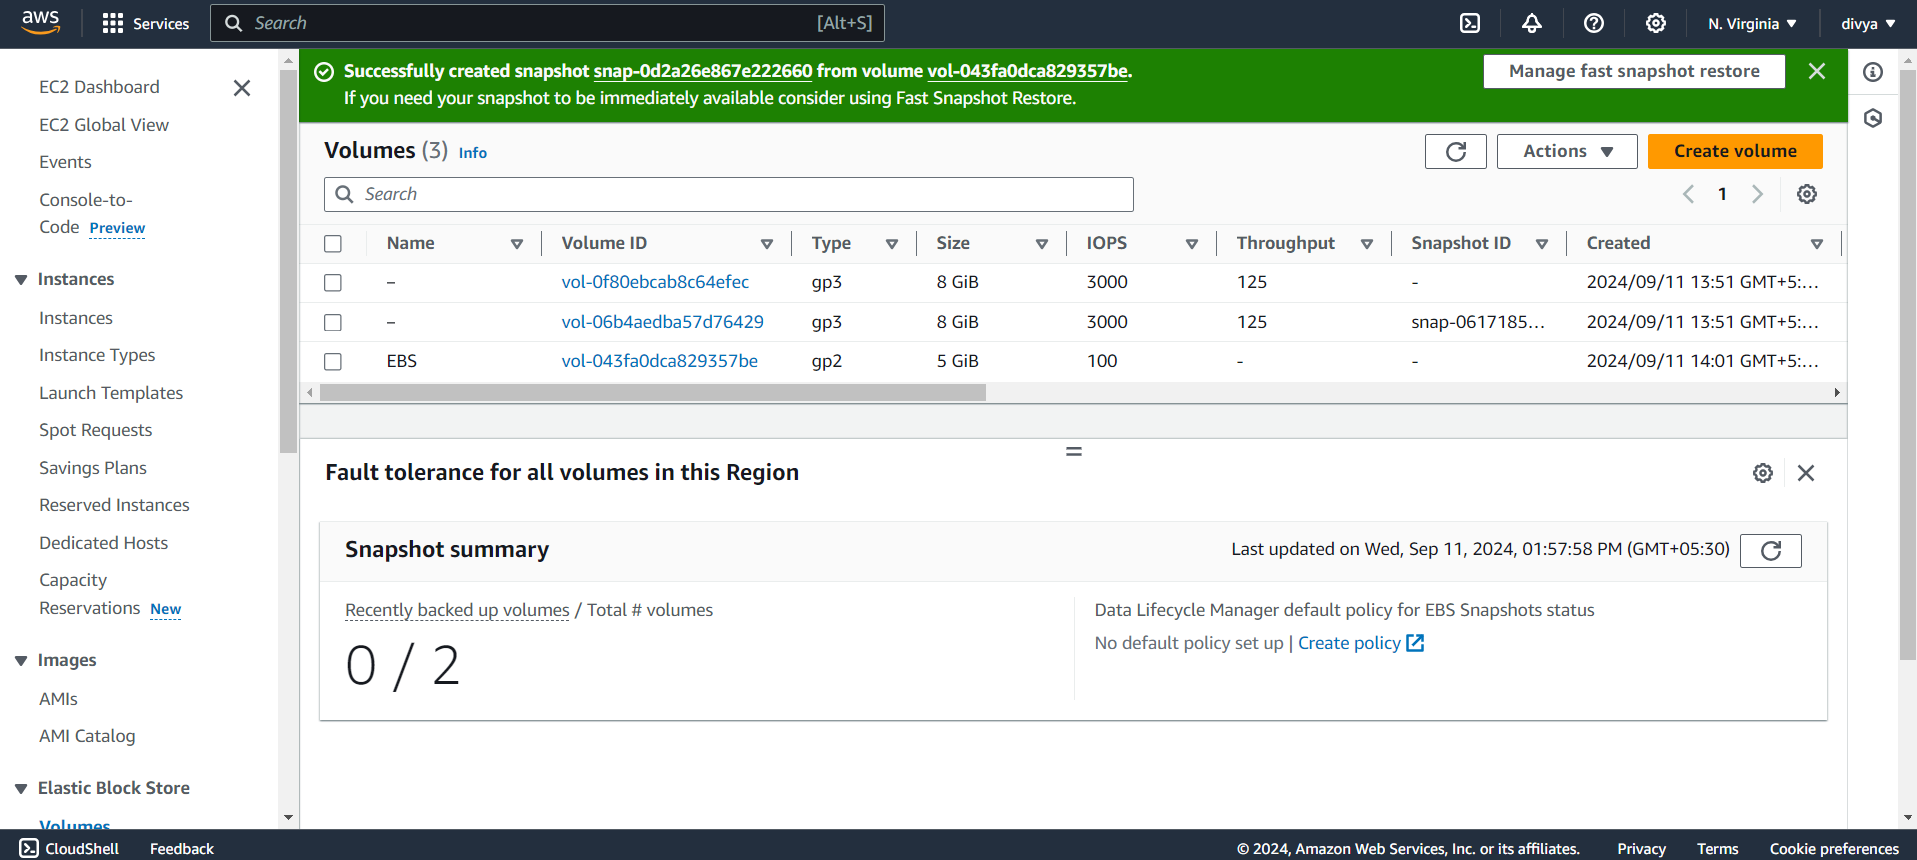 aws
Services
Search
[Alt+S]
N. Virginia
divya
EC2 Dashboard
EC2 Global View
Events
Console-to-
Code Preview
Instances
Instances
Instance Types
Launch Templates
Spot Requests
Savings Plans
Reserved Instances
Dedicated Hosts
Capacity
Reservations New
Images
AMIs
AMI Catalog
Elastic Block Store
Volumes
Successfully created snapshot snap-0d2a26e867e222660 from volume vol-043fa0dca829357be.
If you need your snapshot to be immediately available consider using Fast Snapshot Restore.
Manage fast snapshot restore
Volumes (3) Info
Actions
Create volume
Search
1
Name Volume ID Type Size IOPS Throughput Snapshot ID Created
– vol-0f80ebcab8c64efec gp3 8 GiB 3000 125 - 2024/09/11 13:51 GMT+5:...
– vol-06b4aedba57d76429 gp3 8 GiB 3000 125 snap-0617185... 2024/09/11 13:51 GMT+5:...
EBS vol-043fa0dca829357be gp2 5 GiB 100 - - 2024/09/11 14:01 GMT+5:...
Fault tolerance for all volumes in this Region
Snapshot summary
Last updated on Wed, Sep 11, 2024, 01:57:58 PM (GMT+05:30)
Recently backed up volumes / Total # volumes
0 / 2
Data Lifecycle Manager default policy for EBS Snapshots status
No default policy set up | Create policy
CloudShell
Feedback
© 2024, Amazon Web Services, Inc. or its affiliates.
Privacy
Terms
Cookie preferences